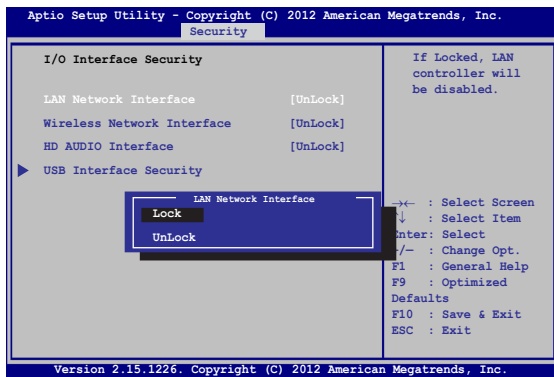 Aptio Setup Utility - Copyright (C) 2012 American Megatrends, Inc.
Security
I/O Interface Security
LAN Network Interface [UnLock]
Wireless Network Interface [UnLock]
HD AUDIO Interface [UnLock]
USB Interface Security
LAN Network Interface
Lock
UnLock
If Locked, LAN
controller will
be disabled.
→← : Select Screen
↑↓ : Select Item
Enter: Select
+/— : Change Opt.
F1 : General Help
F9 : Optimized
Defaults
F10 : Save & Exit
ESC : Exit
Version 2.15.1226. Copyright (C) 2012 American Megatrends, Inc.